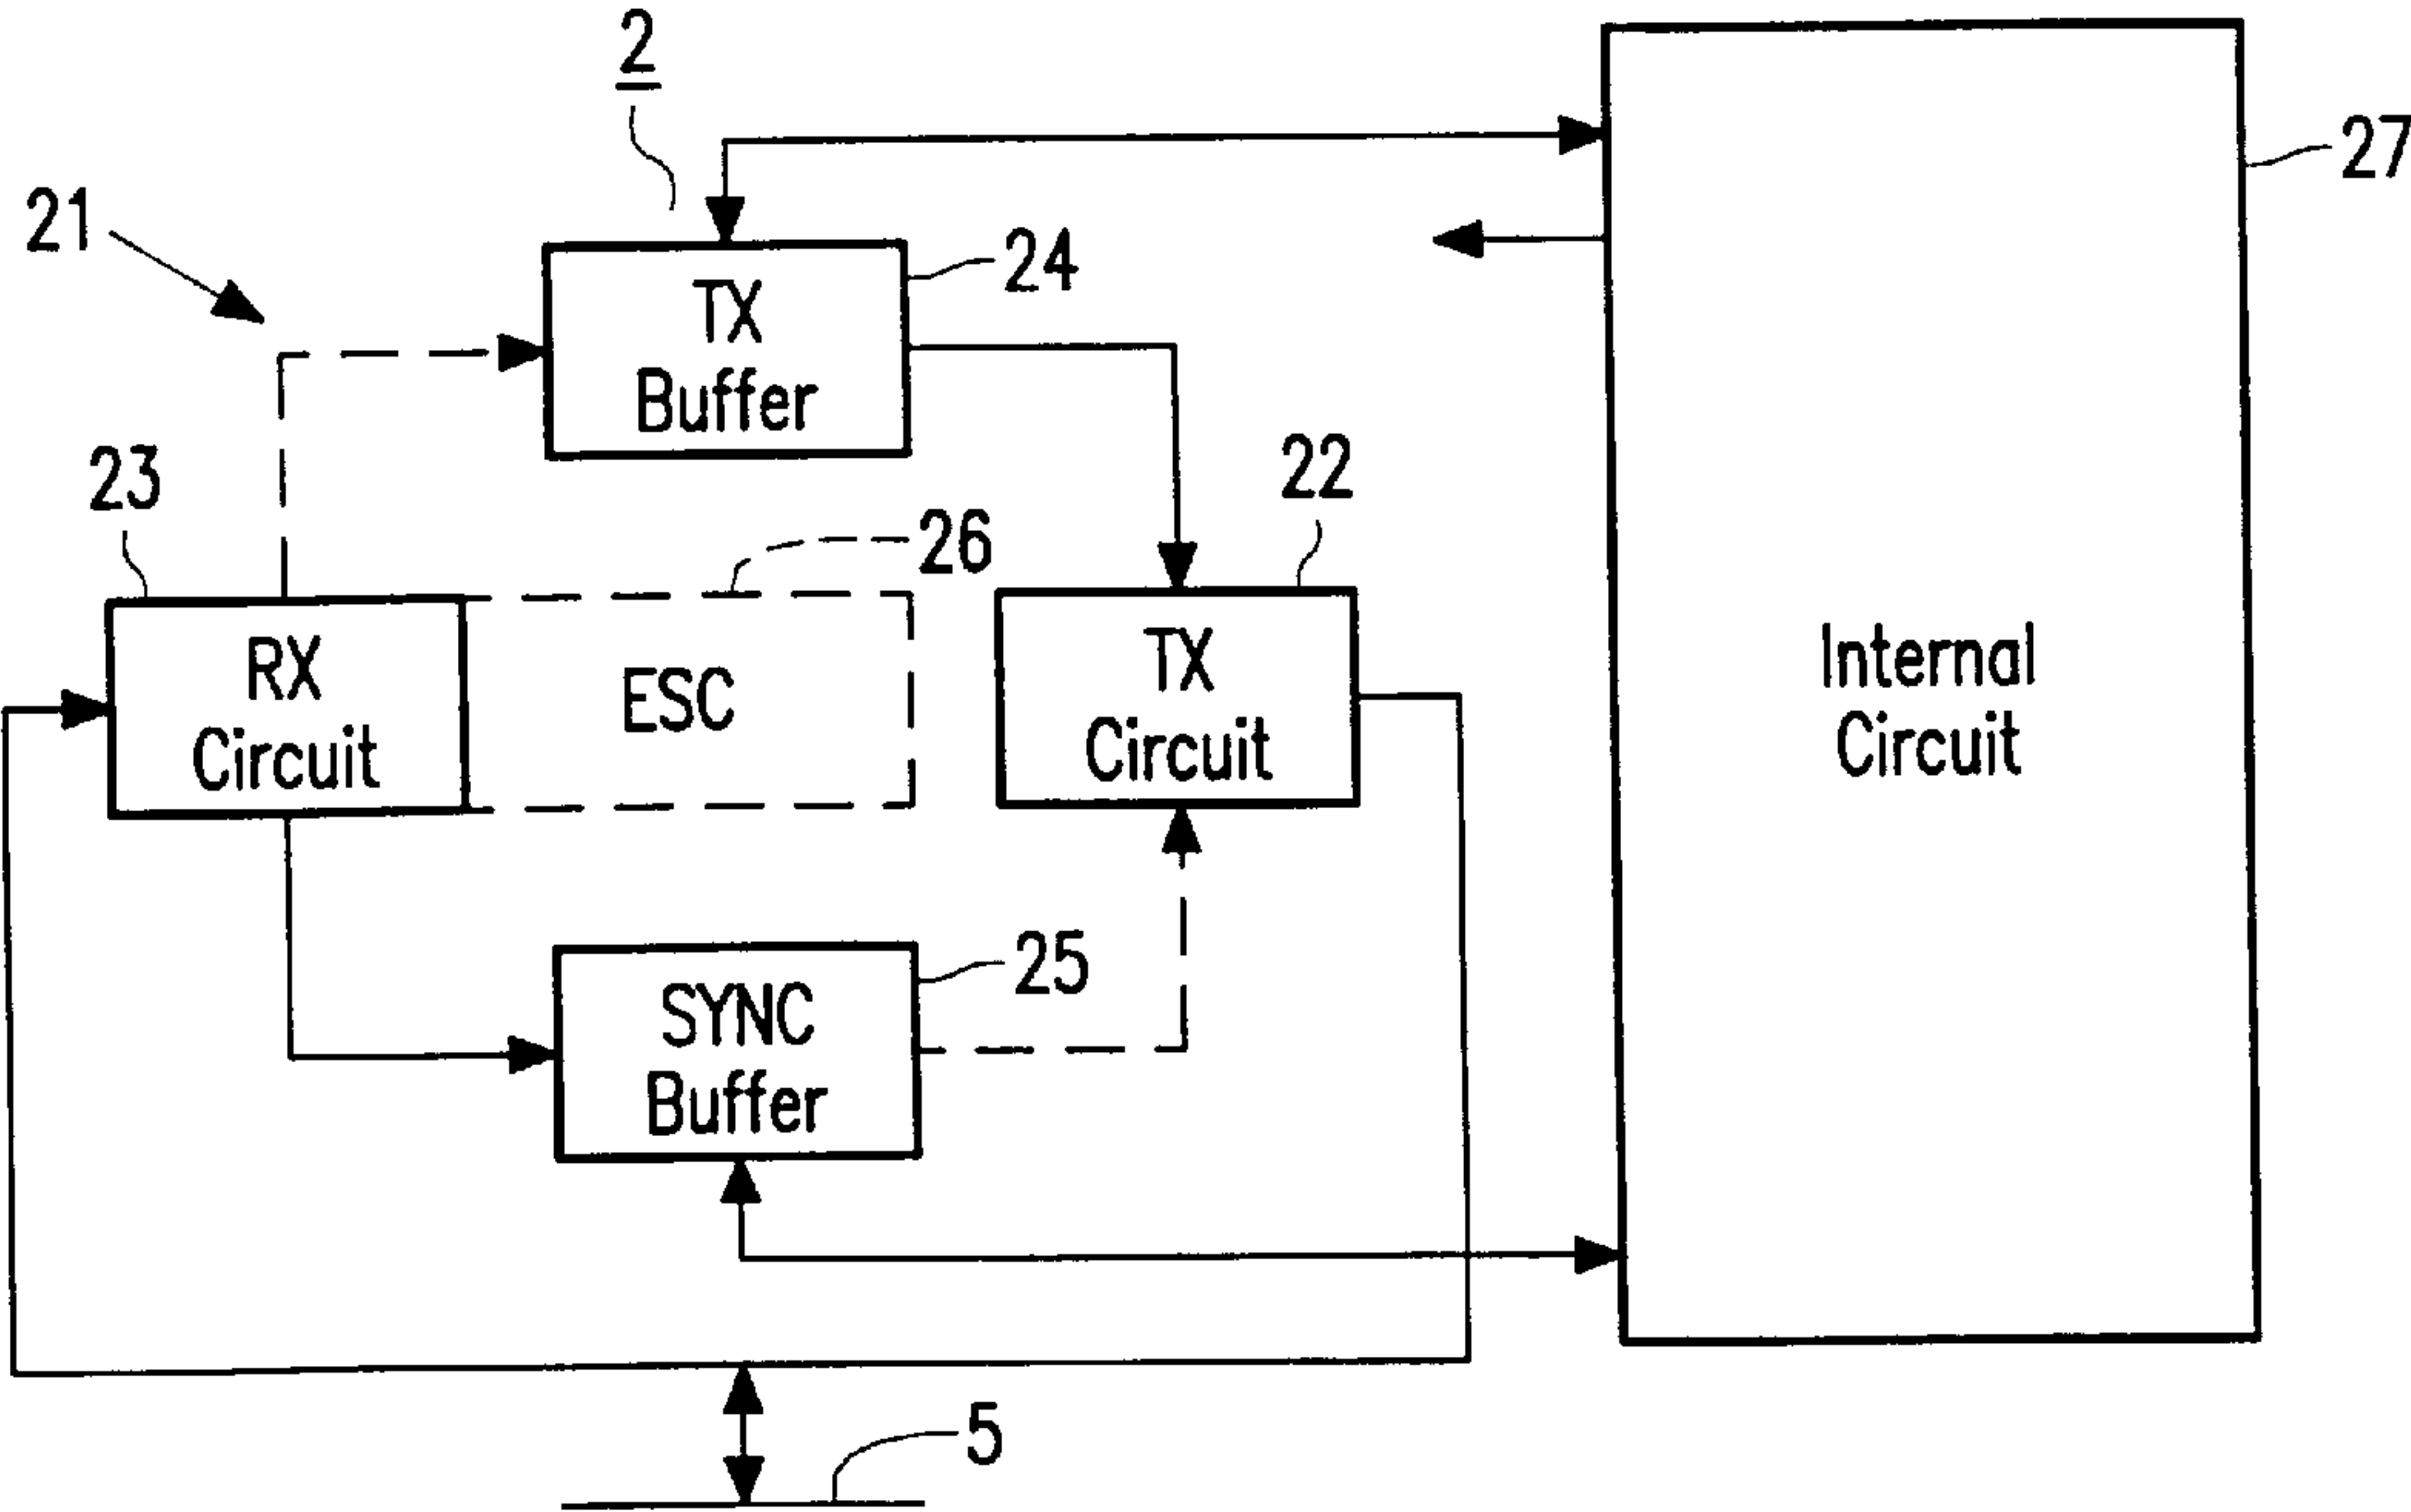 2
27
21
24
TX
Buffer
23
22
26
RX
Circuit
ESC
TX
Circuit
Internal
Circuit
25
SYNC
Buffer
5